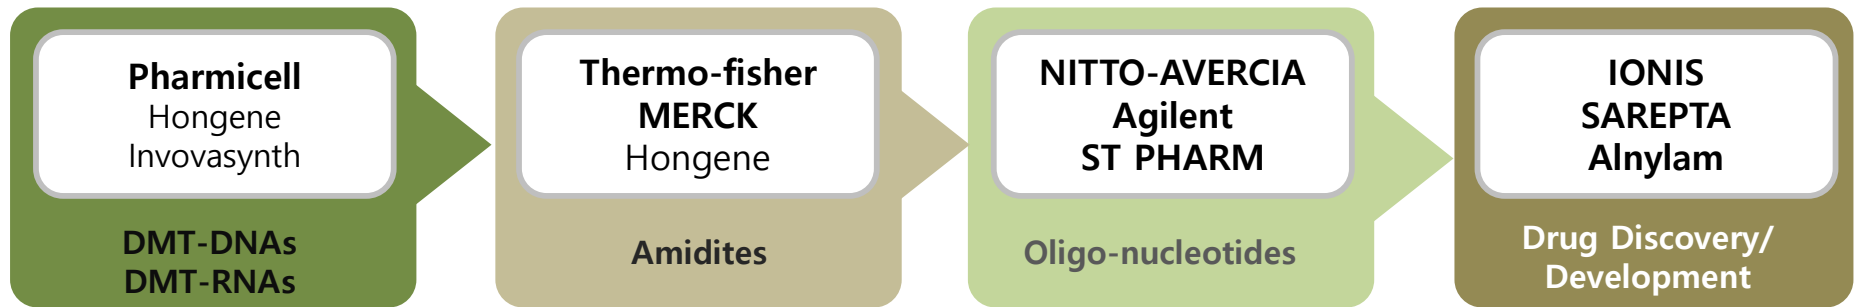 Pharmicell
Hongene
Invovasynth
DMT-DNAs
DMT-RNAs
Thermo-fisher
MERCK
Hongene
Amidites
NITTO-AVERCIA
Agilent
ST PHARM
Oligo-nucleotides
IONIS
SAREPTA
Alnylam
Drug Discovery/
Development